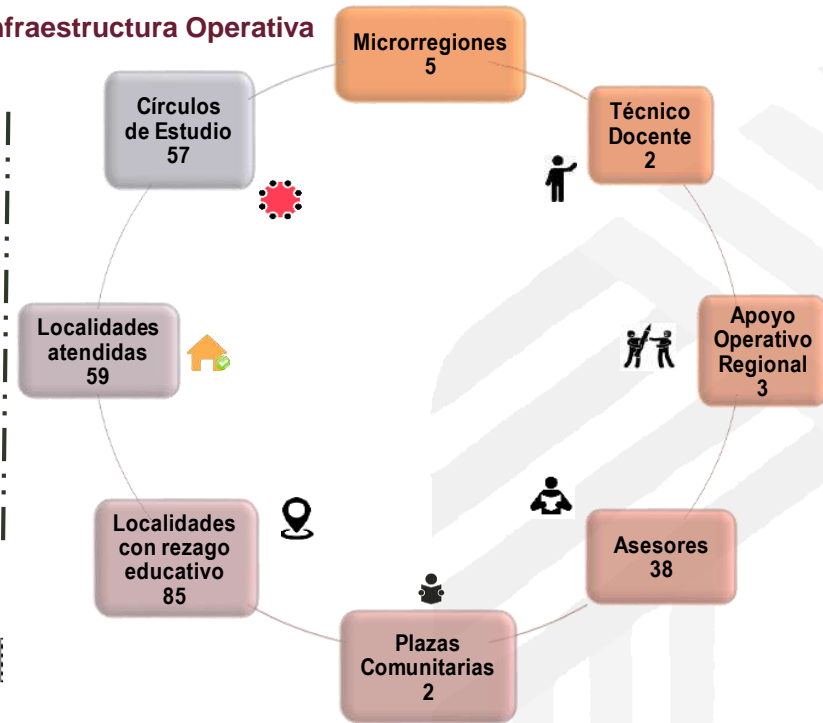 nfraestructura Operativa
Microrregiones
5
Técnico
Docente
2
Apoyo
Operativo
Regional
3
Asesores
38
Plazas
Comunitarias
2
Localidades
con rezago
educativo
85
Localidades
atendidas
59
Círculos
de Estudio
57